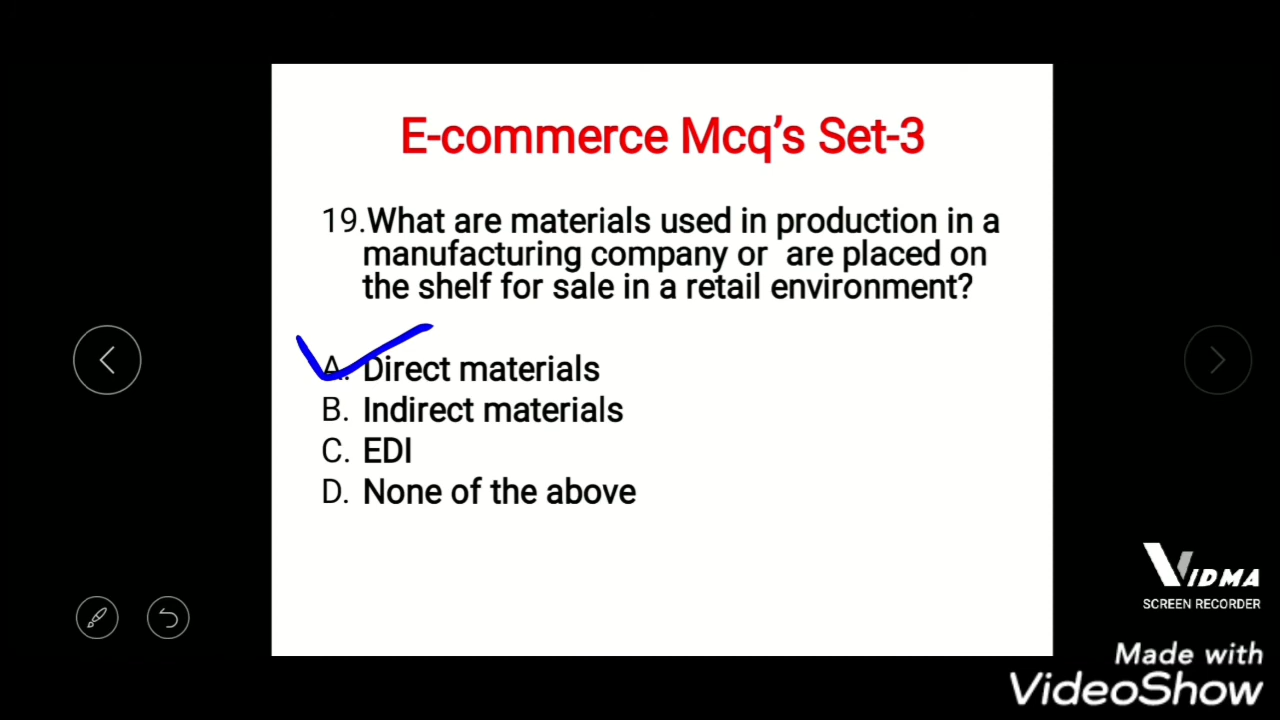 E-commerce Mcq’s Set-3
19.What are materials used in production in a
manufacturing company or  are placed on
the shelf for sale in a retail environment?
A. Direct materials
B. Indirect materials
C. EDI
D. None of the above
VIDMA
SCREEN RECORDER
Made with
VideoShow